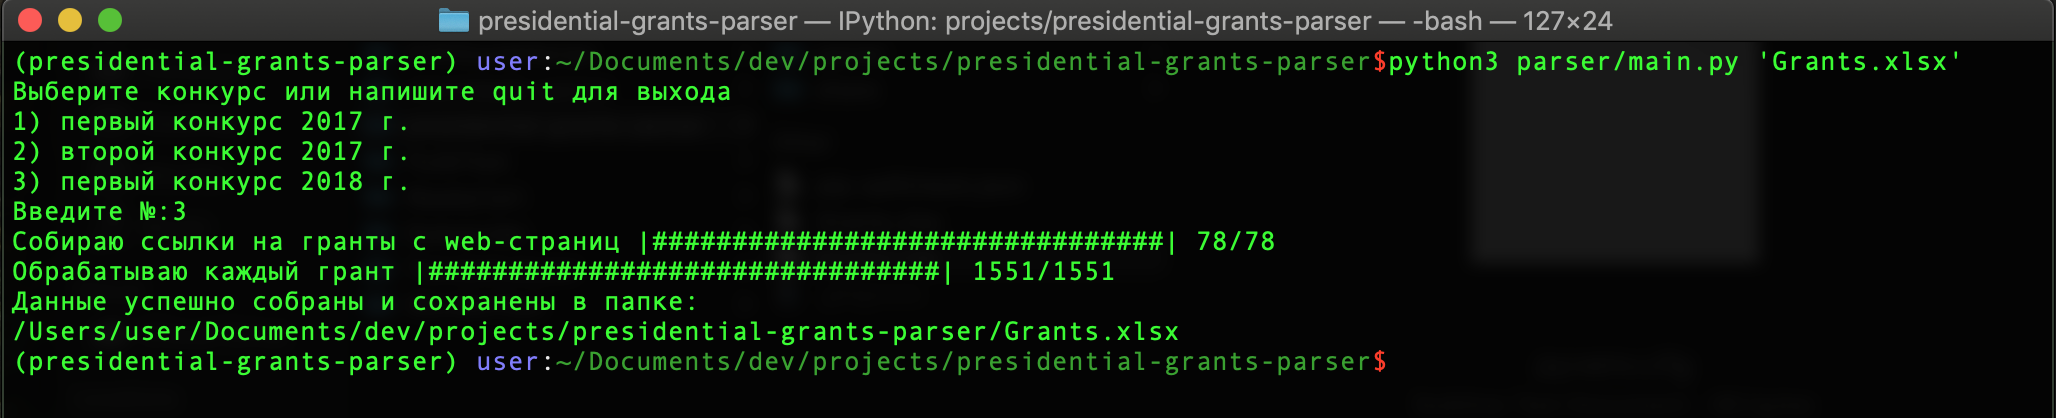 presidential-grants-parser — IPython: projects/presidential-grants-parser — -bash — 127×24
(presidential-grants-parser) user:~/Documents/dev/projects/presidential-grants-parser$python3 parser/main.py 'Grants.xlsx'
Выберите конкурс или напишите quit для выхода
1) первый конкурс 2017 г.
2) второй конкурс 2017 г.
3) первый конкурс 2018 г.
Введите №:3
Собираю ссылки на гранты с web-страниц |################################| 78/78
Обрабатываю каждый грант |################################| 1551/1551
Данные успешно собраны и сохранены в папке:
/Users/user/Documents/dev/projects/presidential-grants-parser/Grants.xlsx
(presidential-grants-parser) user:~/Documents/dev/projects/presidential-grants-parser$